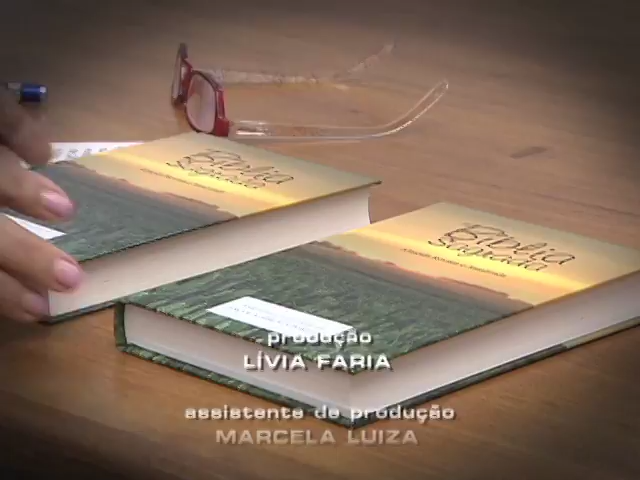 Bíblia
Sagrada
Bíblia
Sagrada
produção
LÍVIA FARIA
assistente de produção
MARCELA LUIZA